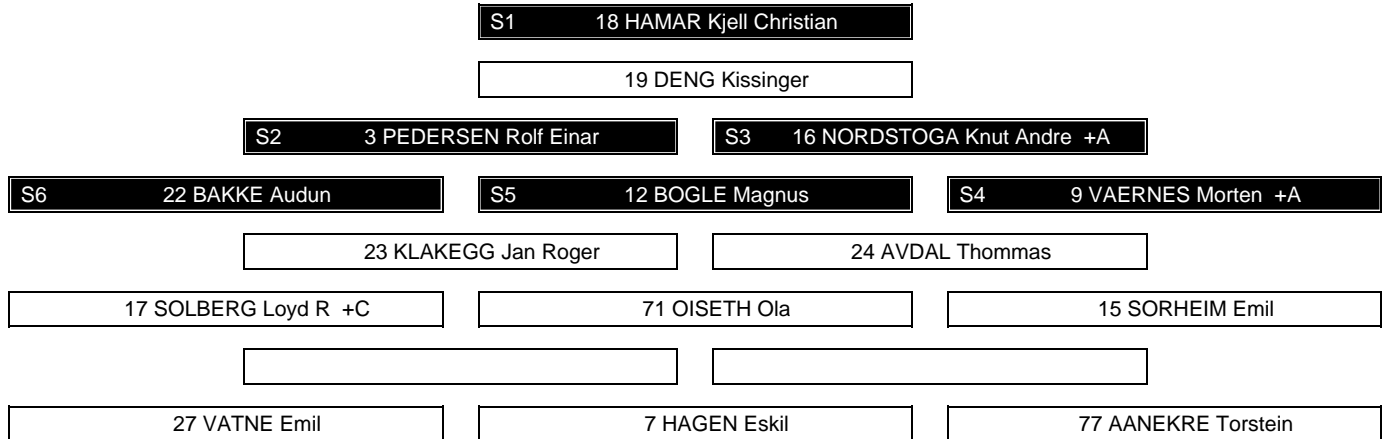 S1 18 HAMAR Kjell Christian
19 DENG Kissinger
S2 3 PEDERSEN Rolf Einar S3 16 NORDSTOGA Knut Andre +A
S6 22 BAKKE Audun S5 12 BOGLE Magnus S4 9 VAERNES Morten +A
23 KLAKEGG Jan Roger 24 AVDAL Thommas
17 SOLBERG Loyd R +C 71 OISETH Ola 15 SORHEIM Emil
27 VATNE Emil 7 HAGEN Eskil 77 AANEKRE Torstein